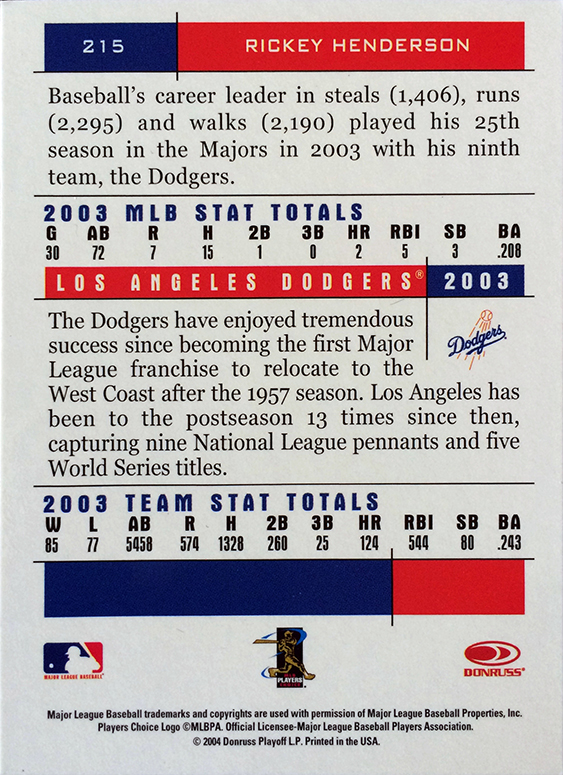 215 RICKEY HENDERSON
Baseball's career leader in steals (1,406), runs
(2,295) and walks (2,190) played his 25th
season in the Majors in 2003 with his ninth
team, the Dodgers.
2003 MLB STAT TOTALS
G AB R H 2B 3B HR RBI SB BA
30 72 7 15 1 0 2 5 3 .208
LOS ANGELES DODGERS® 2003
The Dodgers have enjoyed tremendous
success since becoming the first Major
League franchise to relocate to the
West Coast after the 1957 season. Los Angeles has
been to the postseason 13 times since then,
capturing nine National League pennants and five
World Series titles.
Dodgers
2003 TEAM STAT TOTALS
W L AB R H 2B 3B HR RBI SB BA
85 77 5458 574 1328 260 25 124 544 80 .243
MAJOR LEAGUE BASEBALL
PLAYERS
CHOICE
DONRUSS®
Major League Baseball trademarks and copyrights are used with permission of Major League Baseball Properties, Inc.
Players Choice Logo ©MLBPA. Official Licensee-Major League Baseball Players Association.
© 2004 Donruss Playoff L.P. Printed in the USA.